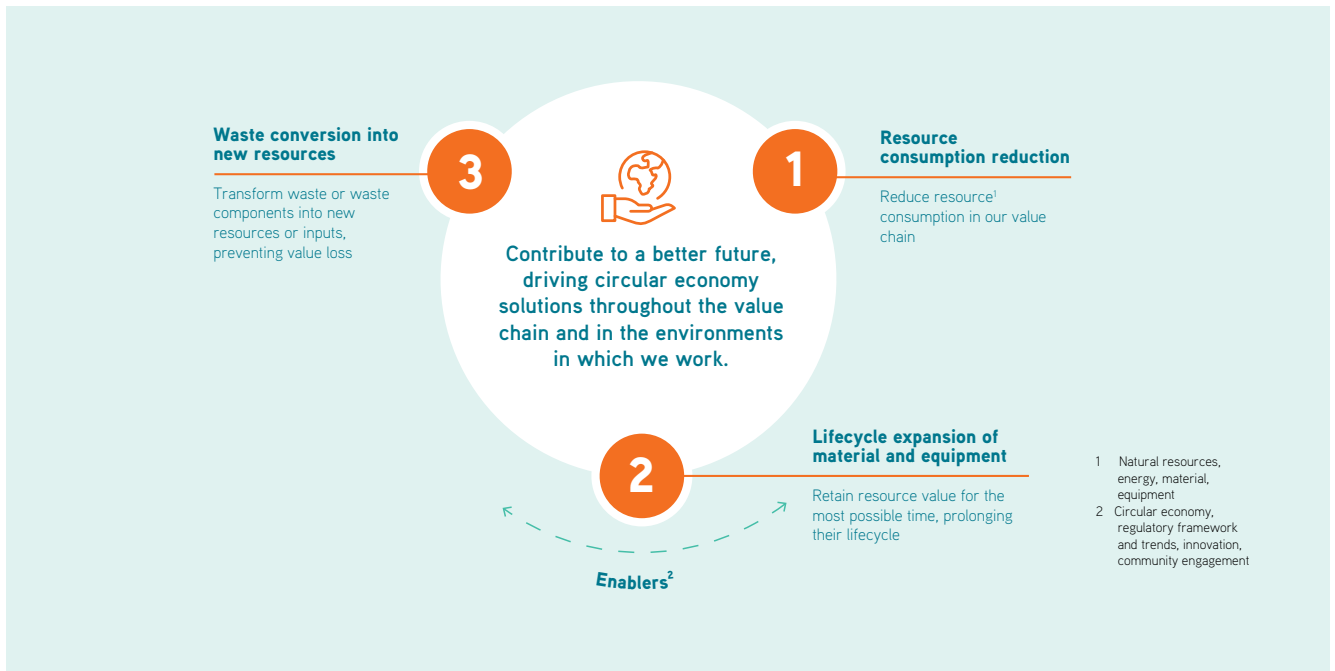 Waste conversion into
new resources
Transform waste or waste
components into new
resources or inputs,
preventing value loss
3
1
Resource
consumption reduction
Reduce resource¹
consumption in our value
chain
Contribute to a better future,
driving circular economy
solutions throughout the value
chain and in the environments
in which we work.
2
Lifecycle expansion of
material and equipment
Retain resource value for the
most possible time, prolonging
their lifecycle
Enablers²
1 Natural resources,
energy, material,
equipment
2 Circular economy,
regulatory framework
and trends, innovation,
community engagement